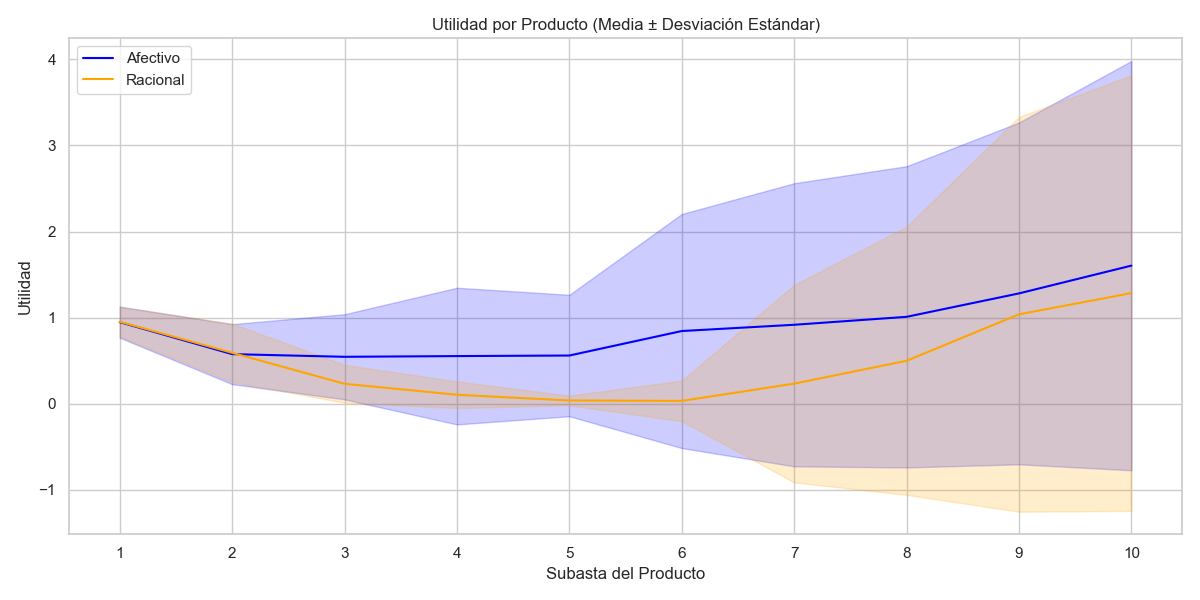 Utilidad por Producto (Media ± Desviación Estándar)
Afectivo
Racional
Utilidad
4
3
2
1
0
−1
1 2 3 4 5 6 7 8 9 10
Subasta del Producto